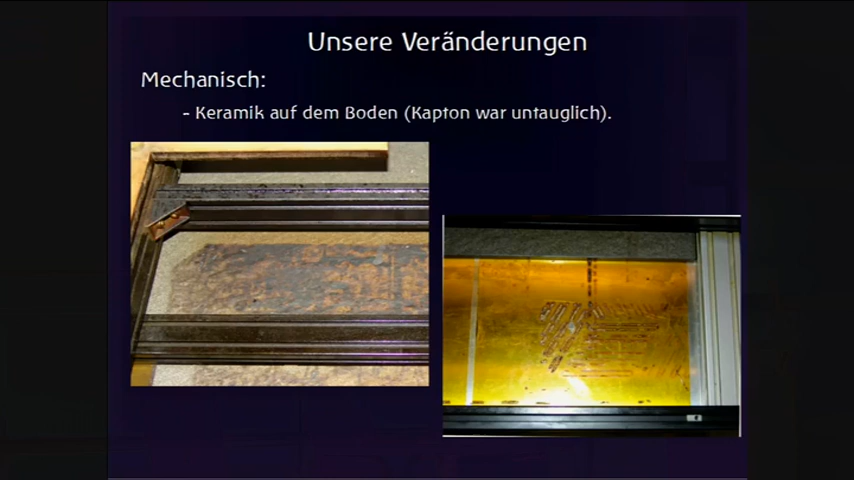 Unsere Veränderungen
Mechanisch:
- Keramik auf dem Boden (Kapton war untauglich).